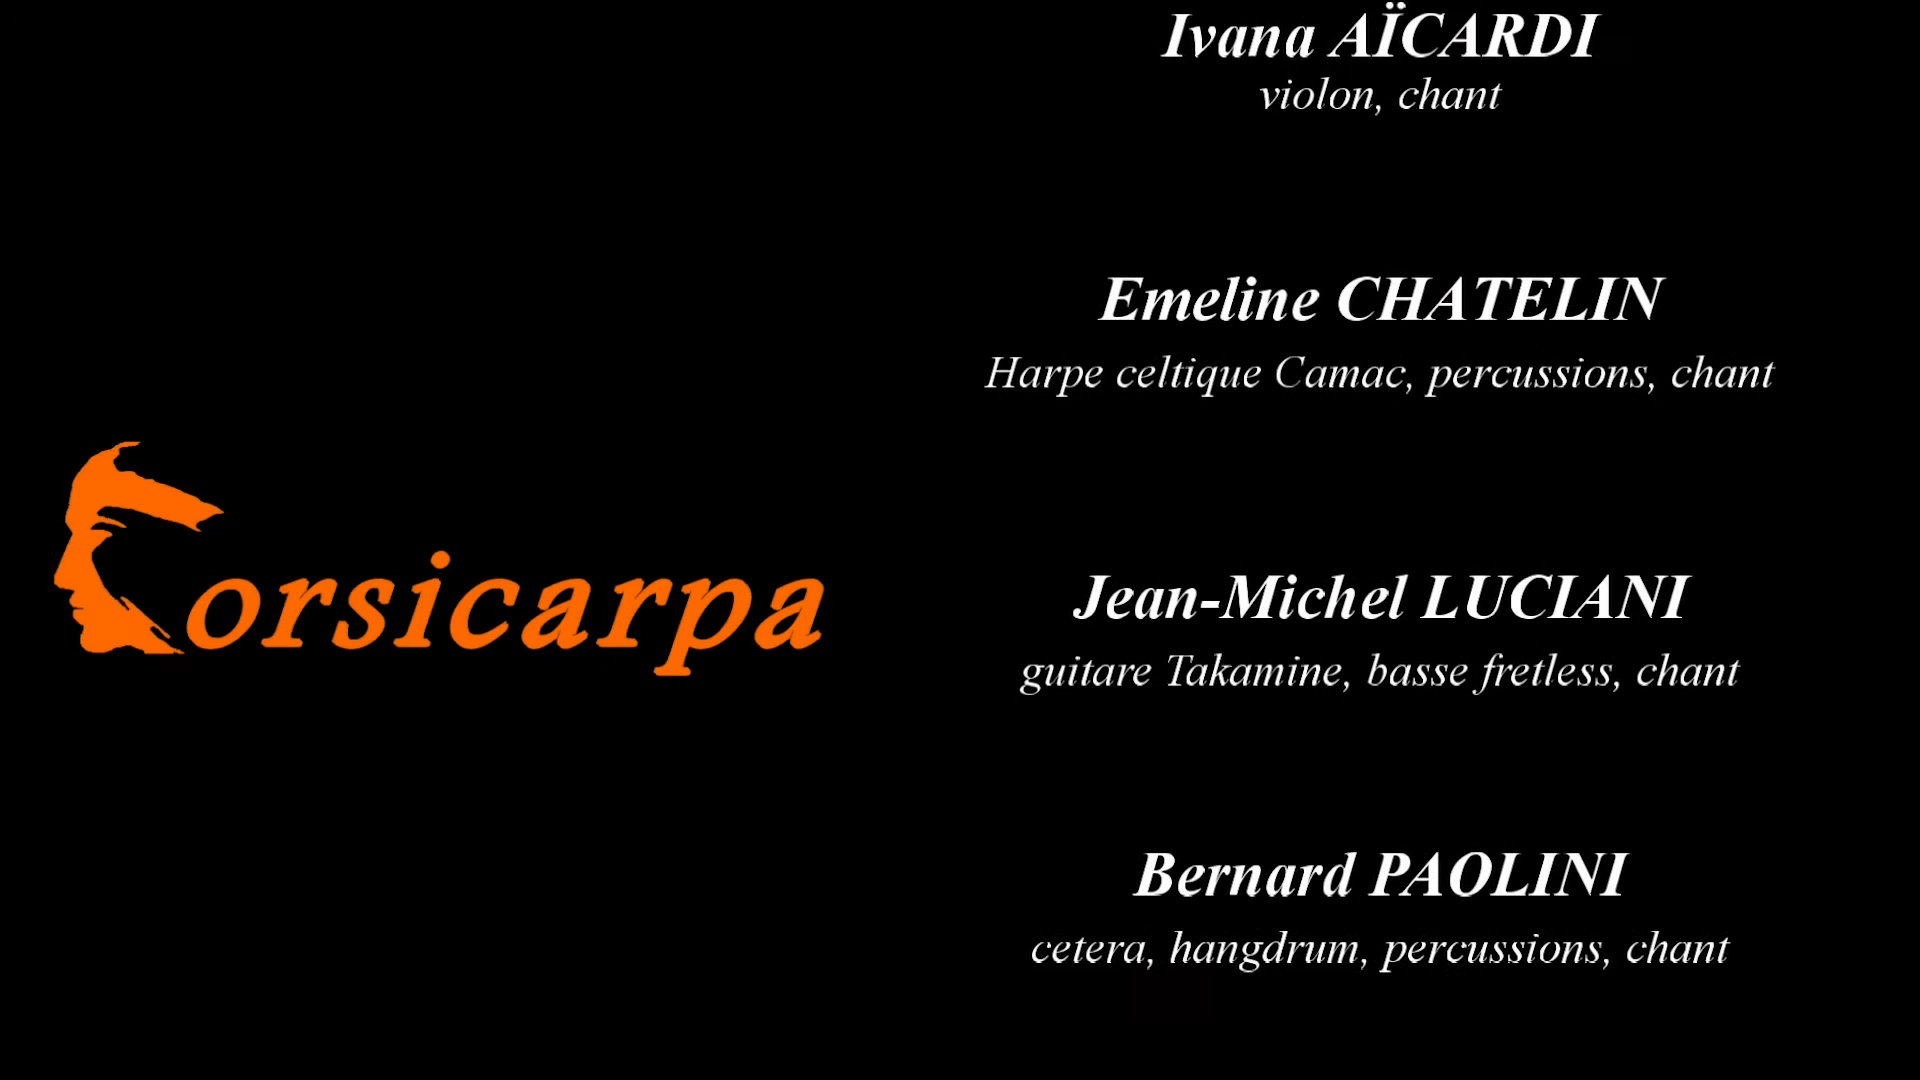 Ivana AÏCARDI
violon, chant
Emeline CHATELIN
Harpe celtique Camac, percussions, chant
Corsicarpa
Jean-Michel LUCIANI
guitare Takamine, basse fretless, chant
Bernard PAOLINI
cetera, hangdrum, percussions, chant